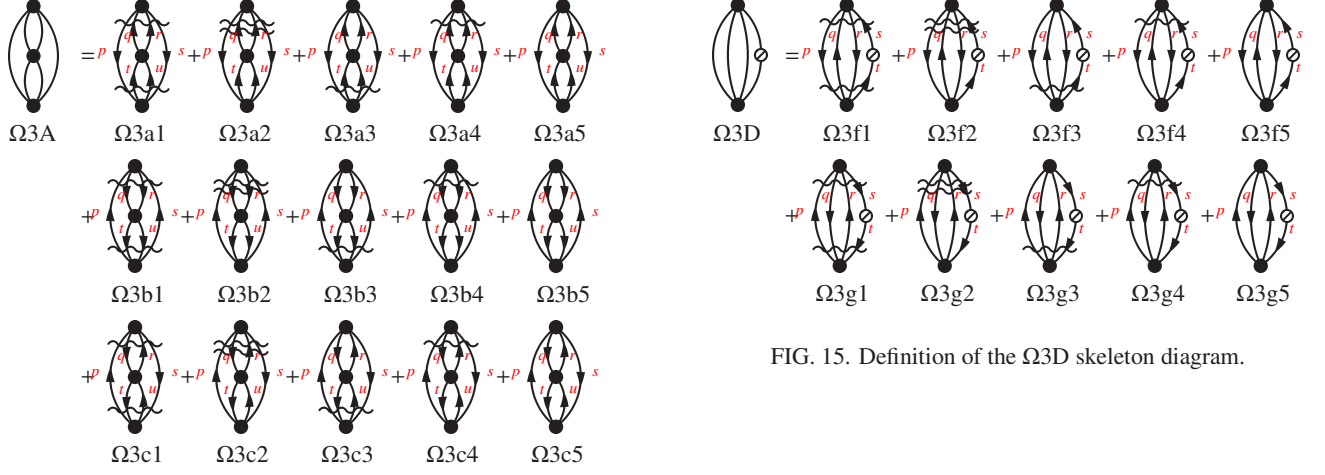 = p q r s t u + p q r s t u + p q r s t u + p q r s t u + p q r s t u
Ω3A Ω3a1 Ω3a2 Ω3a3 Ω3a4 Ω3a5
+ p q r s t u + p q r s t u + p q r s t u + p q r s t u + p q r s t u
Ω3b1 Ω3b2 Ω3b3 Ω3b4 Ω3b5
+ p q r s t u + p q r s t u + p q r s t u + p q r s t u + p q r s t u
Ω3c1 Ω3c2 Ω3c3 Ω3c4 Ω3c5
= p q r s t + p q r s t + p q r s t + p q r s t + p q r s t
Ω3D Ω3f1 Ω3f2 Ω3f3 Ω3f4 Ω3f5
+ p q r s t + p q r s t + p q r s t + p q r s t + p q r s t
Ω3g1 Ω3g2 Ω3g3 Ω3g4 Ω3g5
FIG. 15. Definition of the Ω3D skeleton diagram.